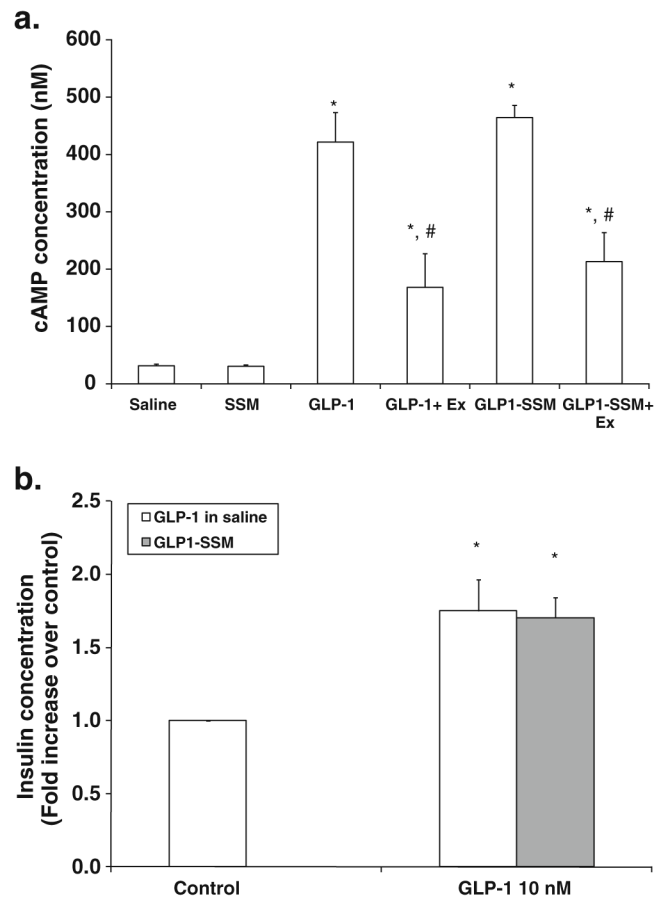 a.
cAMP concentration (nM)
600
500
400
300
200
100
0
*
*, #
*
*, #
Saline
SSM
GLP-1
GLP-1+ Ex
GLP1-SSM
GLP1-SSM+
Ex
b.
Insulin concentration
(Fold increase over control)
2.5
2.0
1.5
1.0
0.5
0.0
GLP-1 in saline
GLP1-SSM
*
*
Control
GLP-1 10 nM